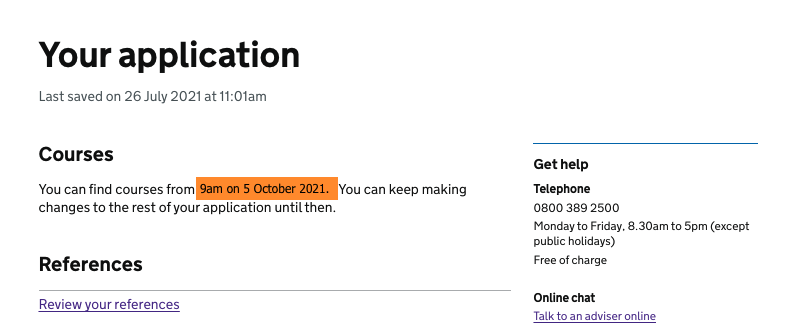 Your application
Last saved on 26 July 2021 at 11:01am
Courses
You can find courses from 9am on 5 October 2021. You can keep making
changes to the rest of your application until then.
References
Review your references
Get help
Telephone
0800 389 2500
Monday to Friday, 8.30am to 5pm (except
public holidays)
Free of charge
Online chat
Talk to an adviser online